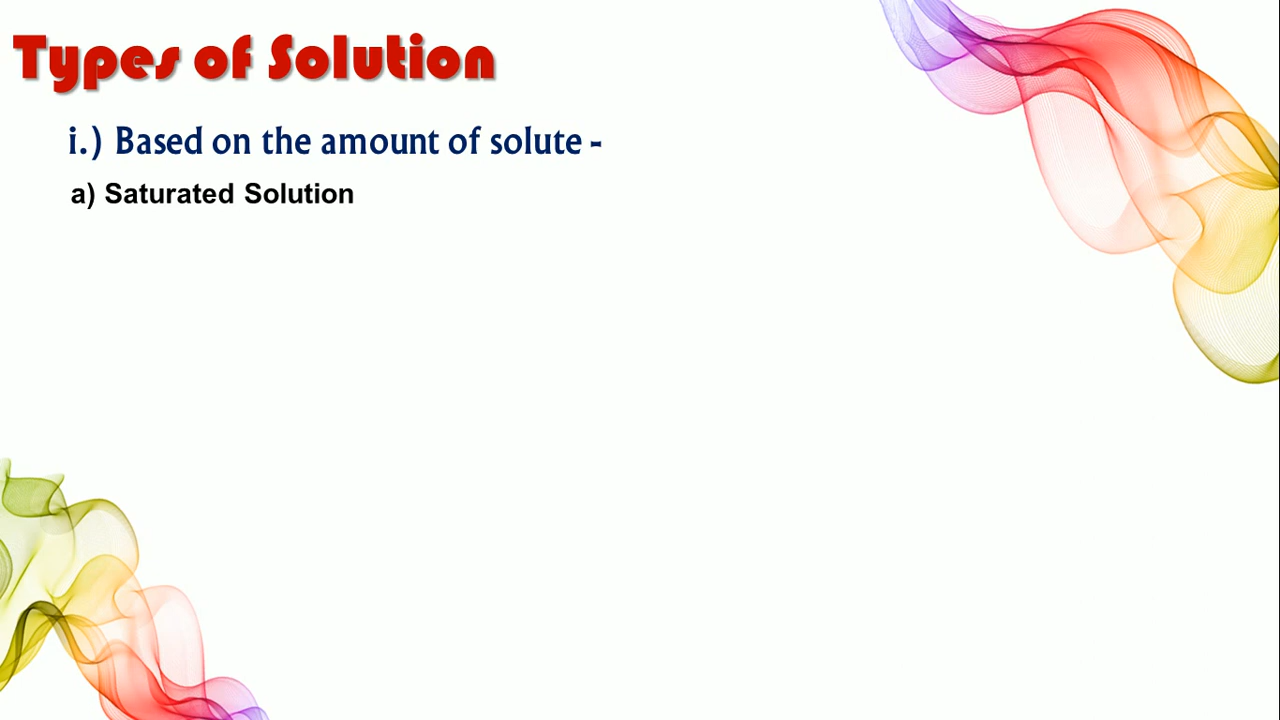 Types of Solution
i.) Based on the amount of solute -
a) Saturated Solution